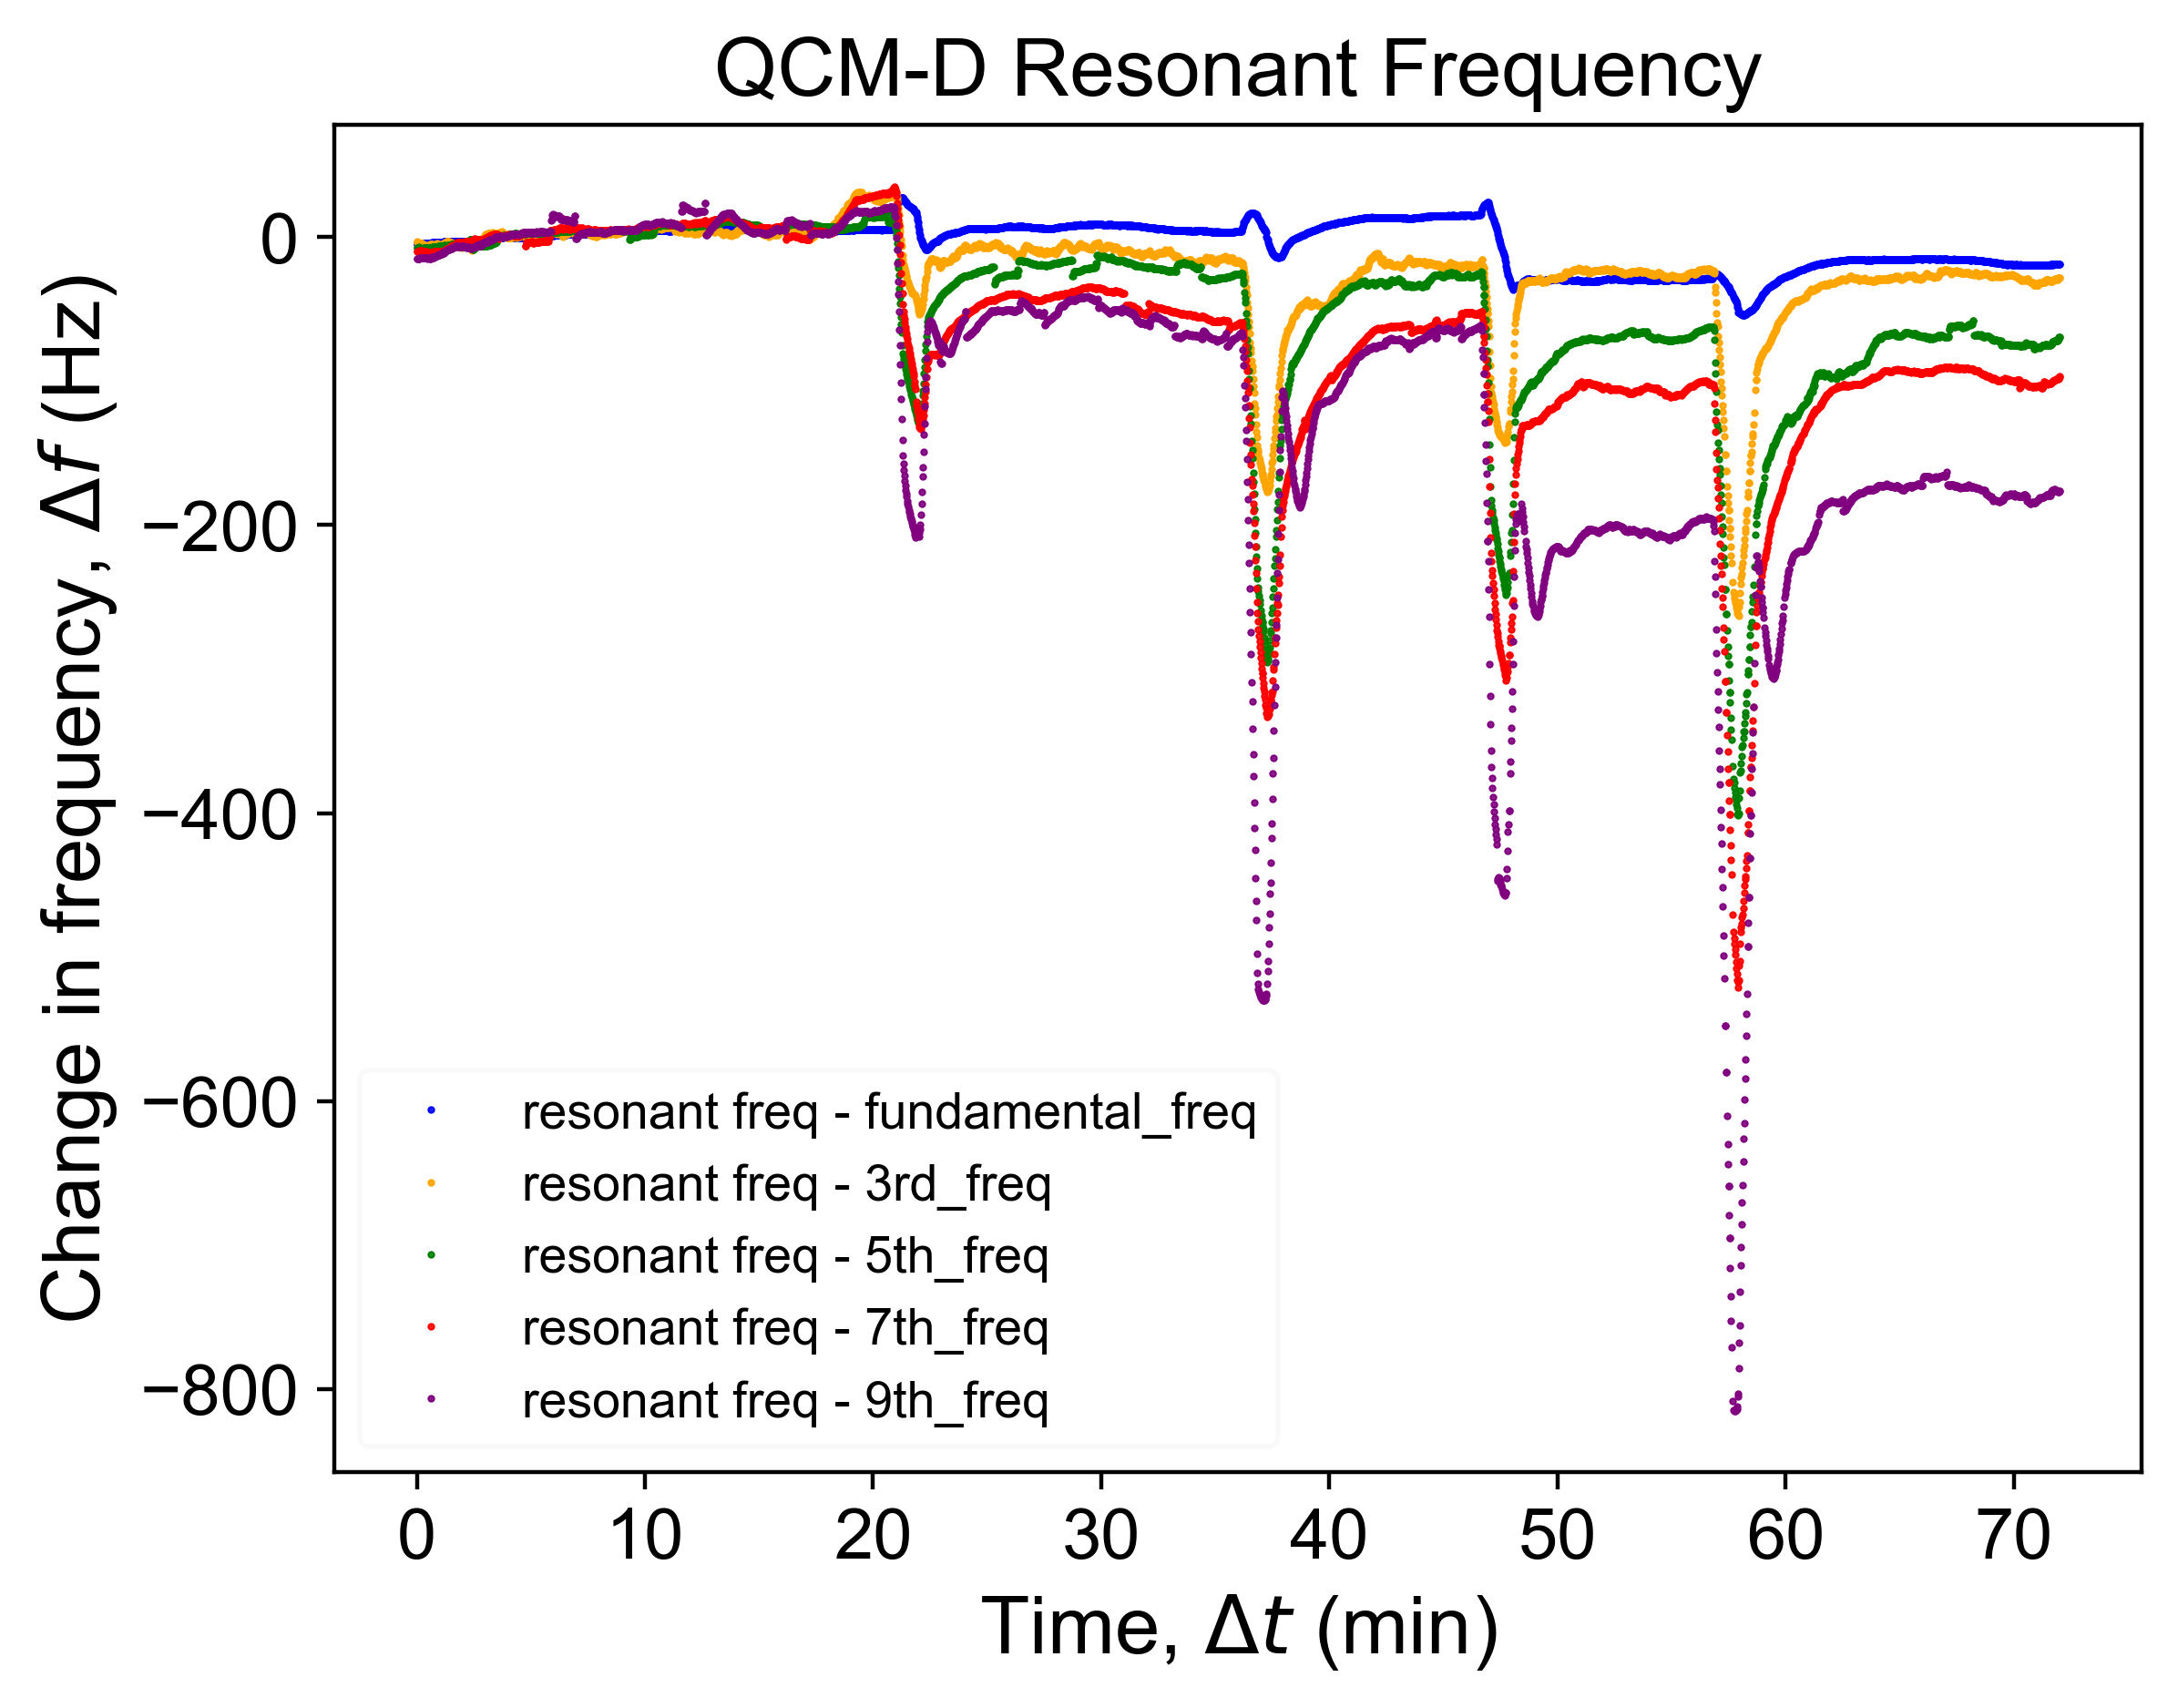 QCM-D Resonant Frequency
Change in frequency, Δf (Hz)
0
−200
−400
−600
−800
resonant freq - fundamental_freq
resonant freq - 3rd_freq
resonant freq - 5th_freq
resonant freq - 7th_freq
resonant freq - 9th_freq
0 10 20 30 40 50 60 70
Time, Δt (min)